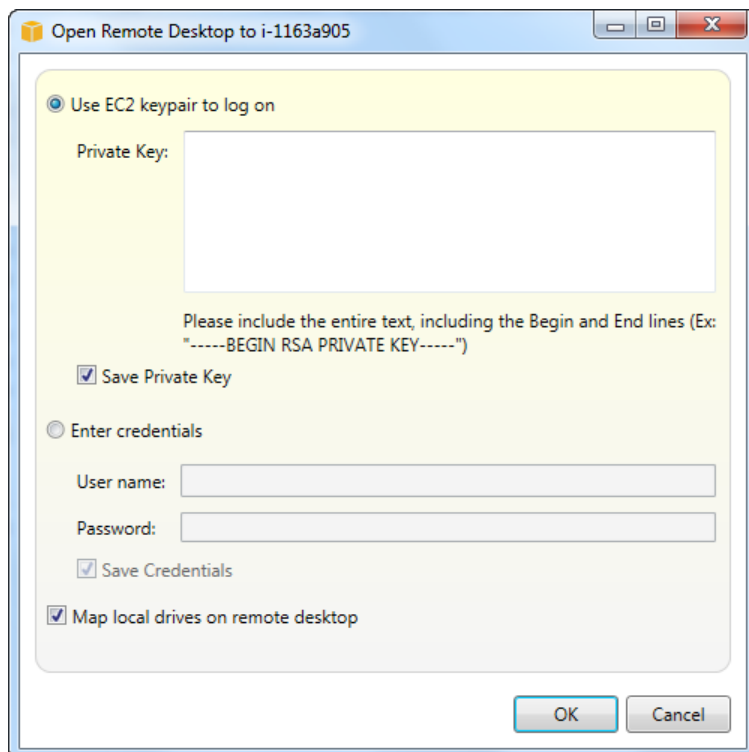 Open Remote Desktop to i-1163a905
Use EC2 keypair to log on
Private Key:
Please include the entire text, including the Begin and End lines (Ex:
"-----BEGIN RSA PRIVATE KEY-----")
Save Private Key
Enter credentials
User name:
Password:
Save Credentials
Map local drives on remote desktop
OK Cancel